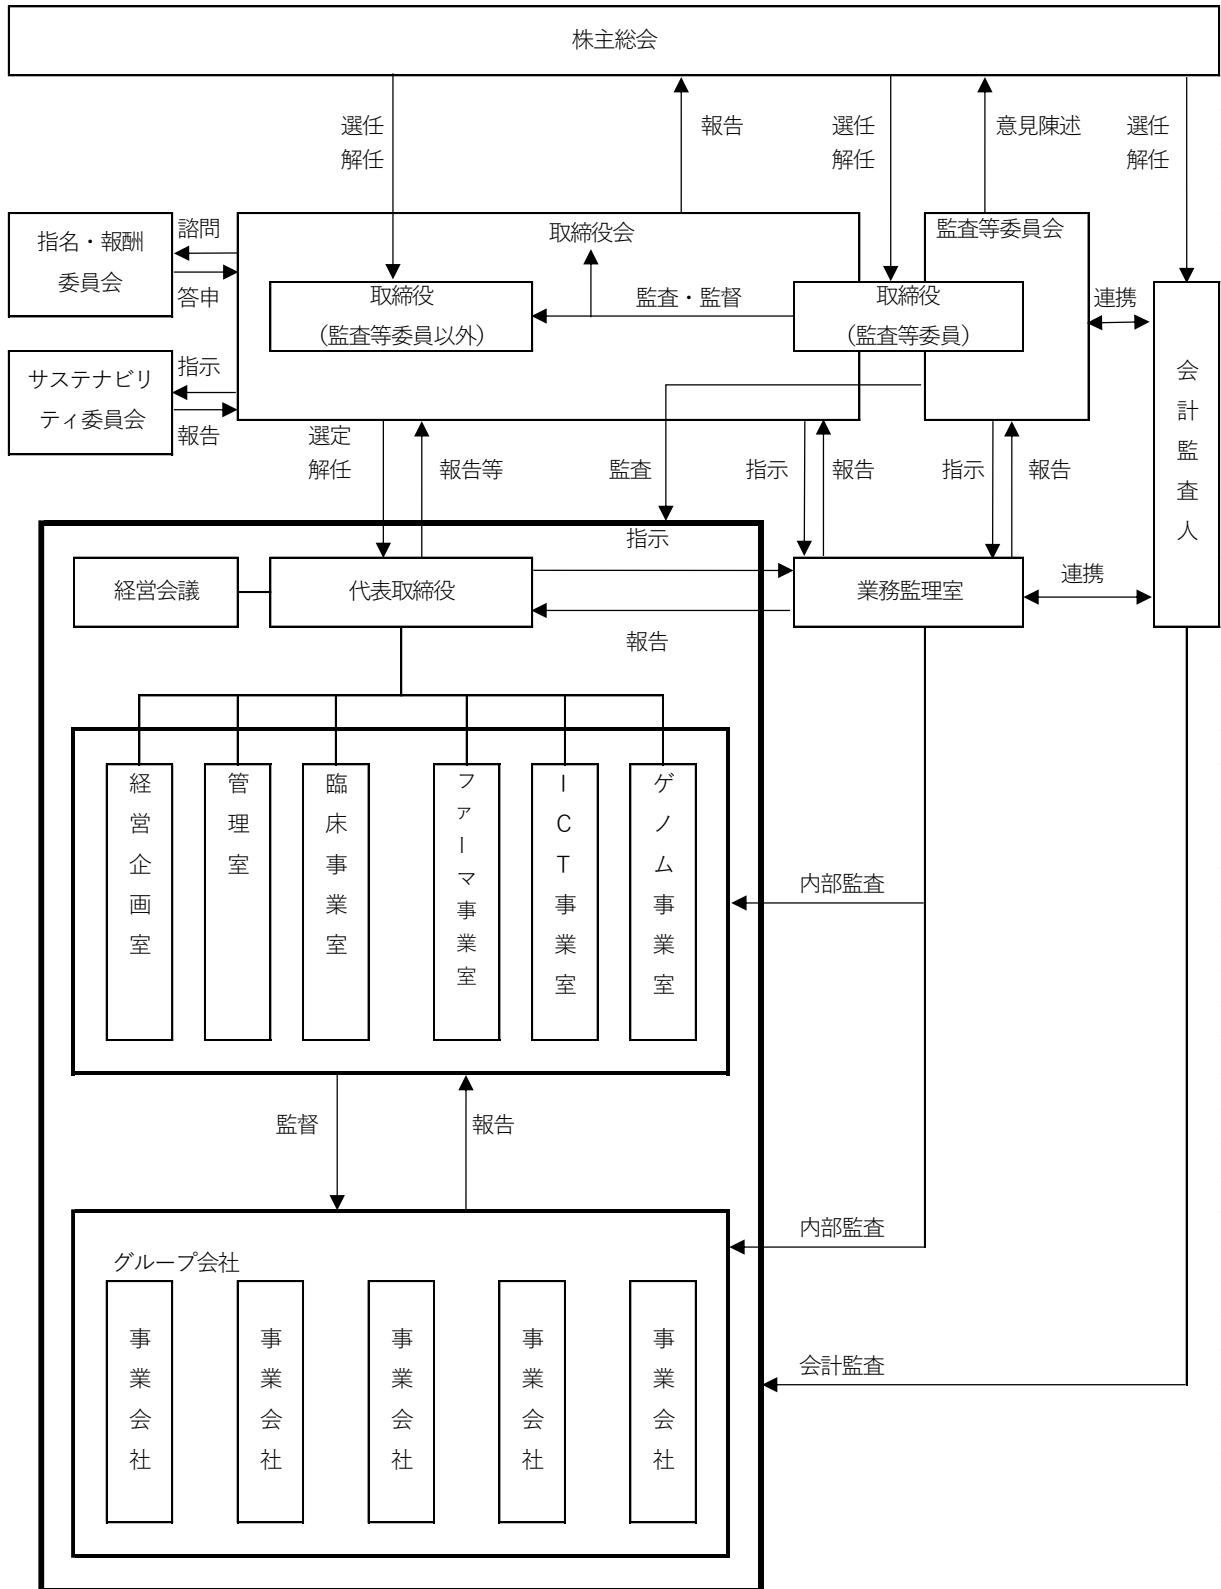 株主総会
選任
解任
報告
選任
解任
意見陳述
選任
解任
指名・報酬
委員会
諮問
答申
取締役会
監査等委員会
取締役
（監査等委員以外）
監査・監督
取締役
（監査等委員）
連携
サステナビリ
ティ委員会
指示
報告
会計監査人
選定
解任
報告等
監査
指示
報告
指示
報告
経営会議
代表取締役
指示
報告
業務監理室
連携
経営企画室
管理室
臨床事業室
ファーマ事業室
ICT事業室
ゲノム事業室
内部監査
監督
報告
内部監査
グループ会社
事業会社
事業会社
事業会社
事業会社
事業会社
会計監査